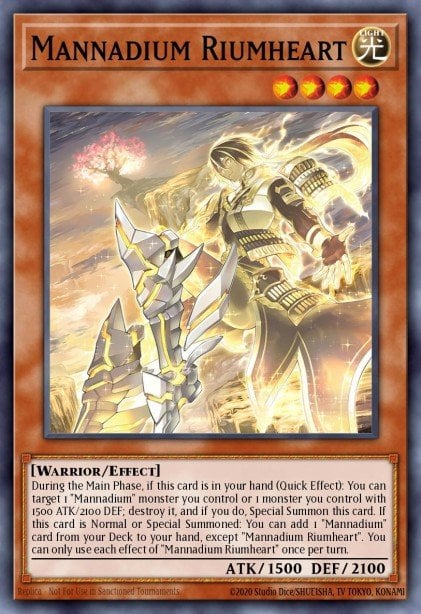 Mannadium Riumheart
LIGHT
光
[Warrior/Effect]
During the Main Phase, if this card is in your hand (Quick Effect): You can
target 1 "Mannadium" monster you control or 1 monster you control with
1500 ATK/2100 DEF; destroy it, and if you do, Special Summon this card. If
this card is Normal or Special Summoned: You can add 1 "Mannadium"
card from your Deck to your hand, except "Mannadium Riumheart". You
can only use each effect of "Mannadium Riumheart" once per turn.
ATK/1500 DEF/2100
Replica - Not For Use in Sanctioned Tournaments
©2020 Studio Dice/SHUEISHA, TV TOKYO, KONAMI